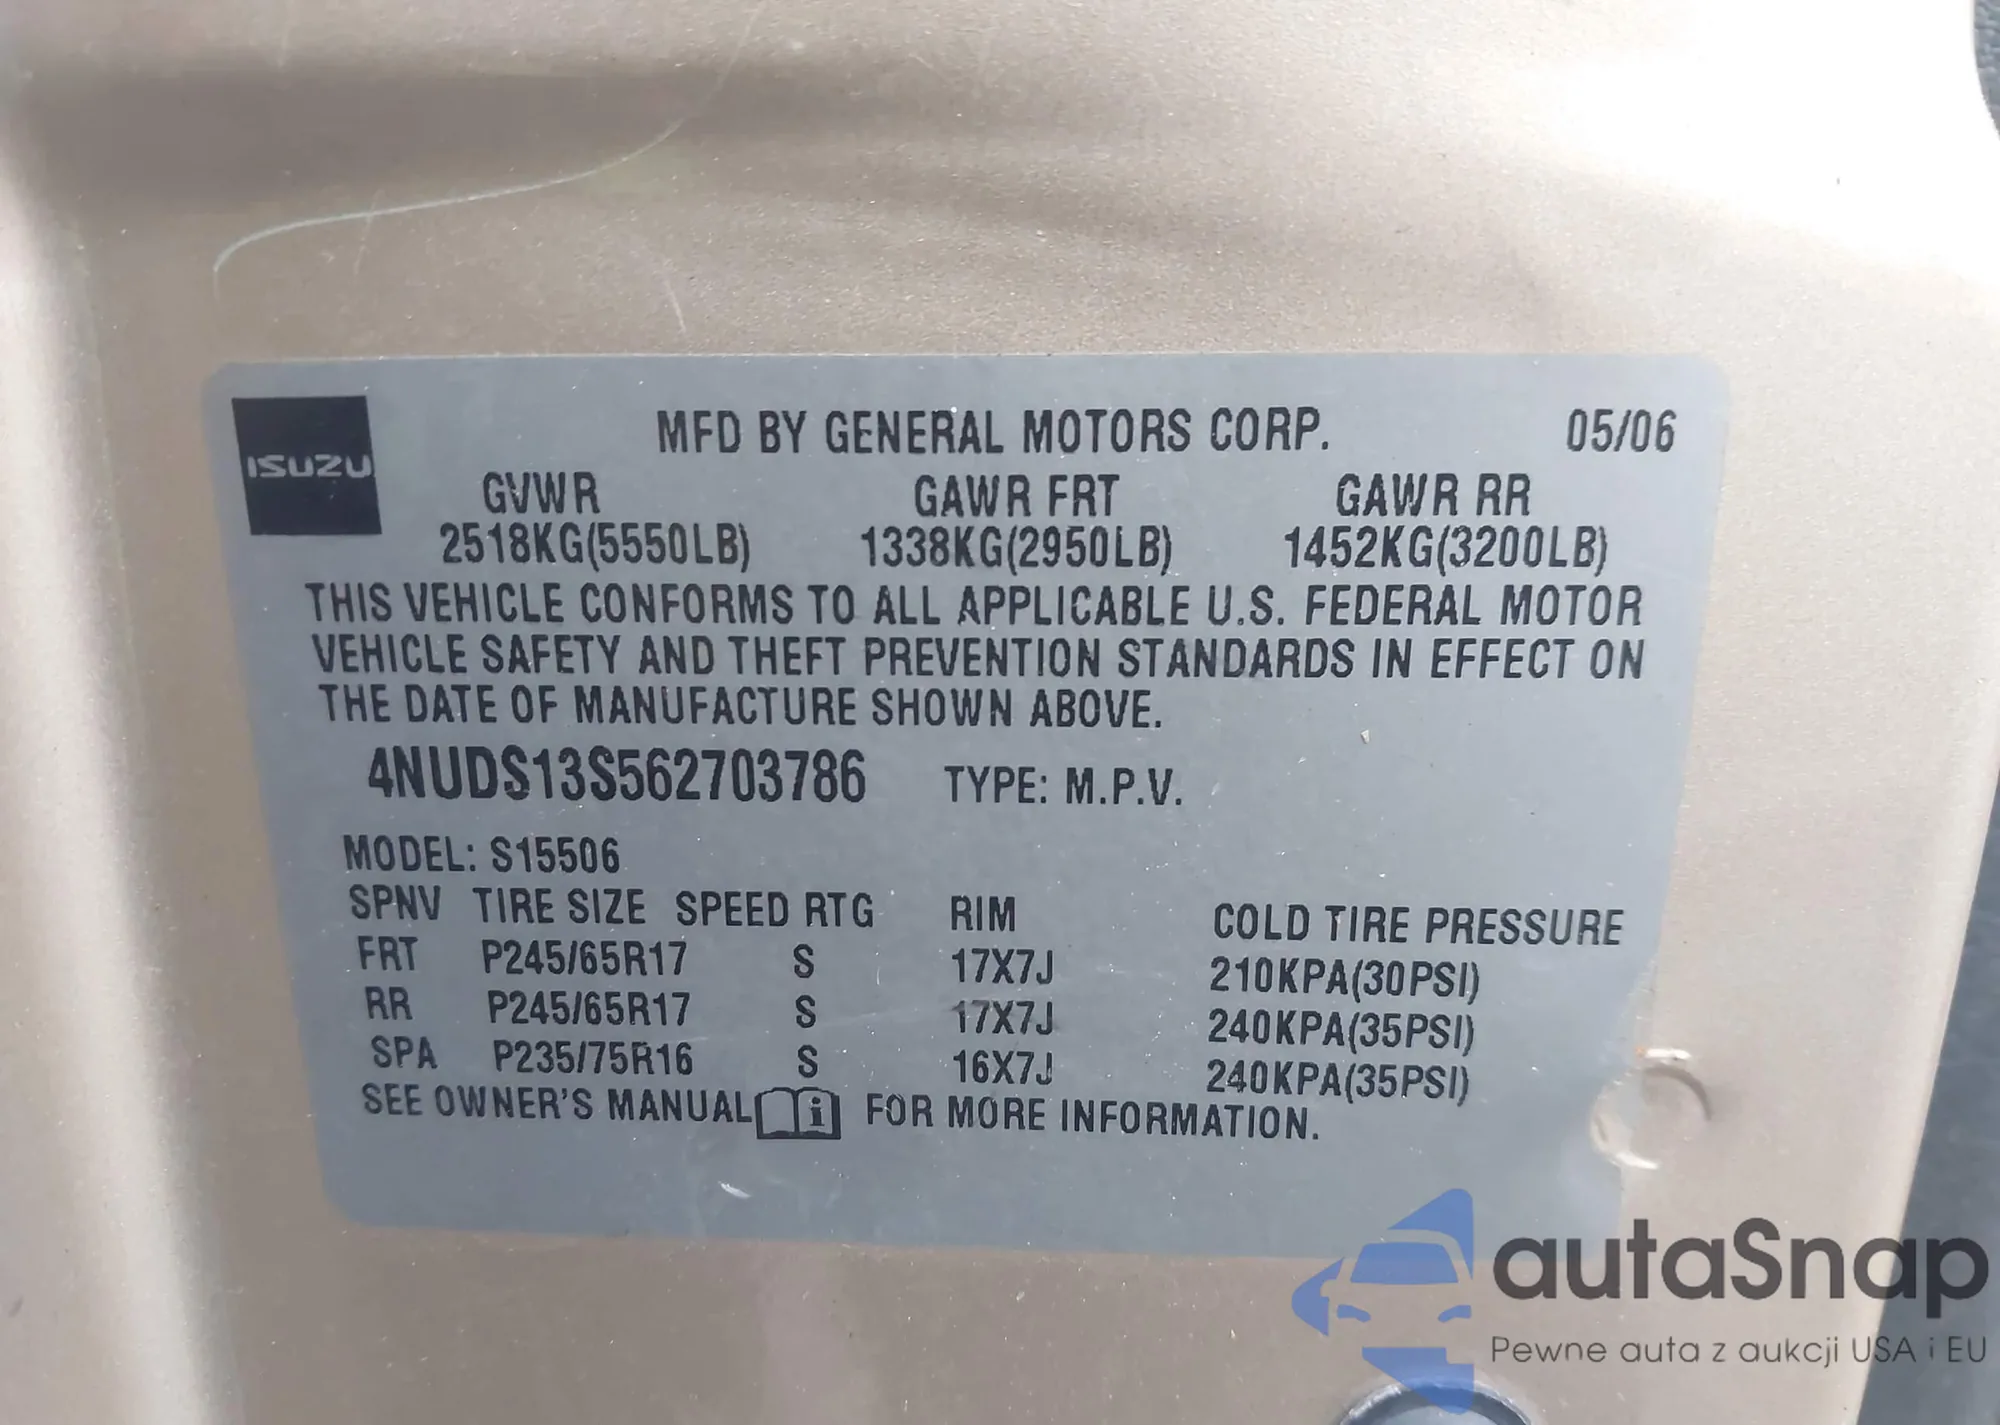 MFD BY GENERAL MOTORS CORP. 05/06
ISUZU
GVWR GAWR FRT GAWR RR
2518KG(5550LB) 1338KG(2950LB) 1452KG(3200LB)
THIS VEHICLE CONFORMS TO ALL APPLICABLE U.S. FEDERAL MOTOR
VEHICLE SAFETY AND THEFT PREVENTION STANDARDS IN EFFECT ON
THE DATE OF MANUFACTURE SHOWN ABOVE.
4NUDS13S562703786 TYPE: M.P.V.
MODEL: S15506
SPNV TIRE SIZE SPEED RTG RIM COLD TIRE PRESSURE
FRT P245/65R17 S 17X7J 210KPA(30PSI)
RR P245/65R17 S 17X7J 240KPA(35PSI)
SPA P235/75R16 S 16X7J 240KPA(35PSI)
SEE OWNER'S MANUAL i FOR MORE INFORMATION.
autaSnap
Pewne auta z aukcji USA i EU